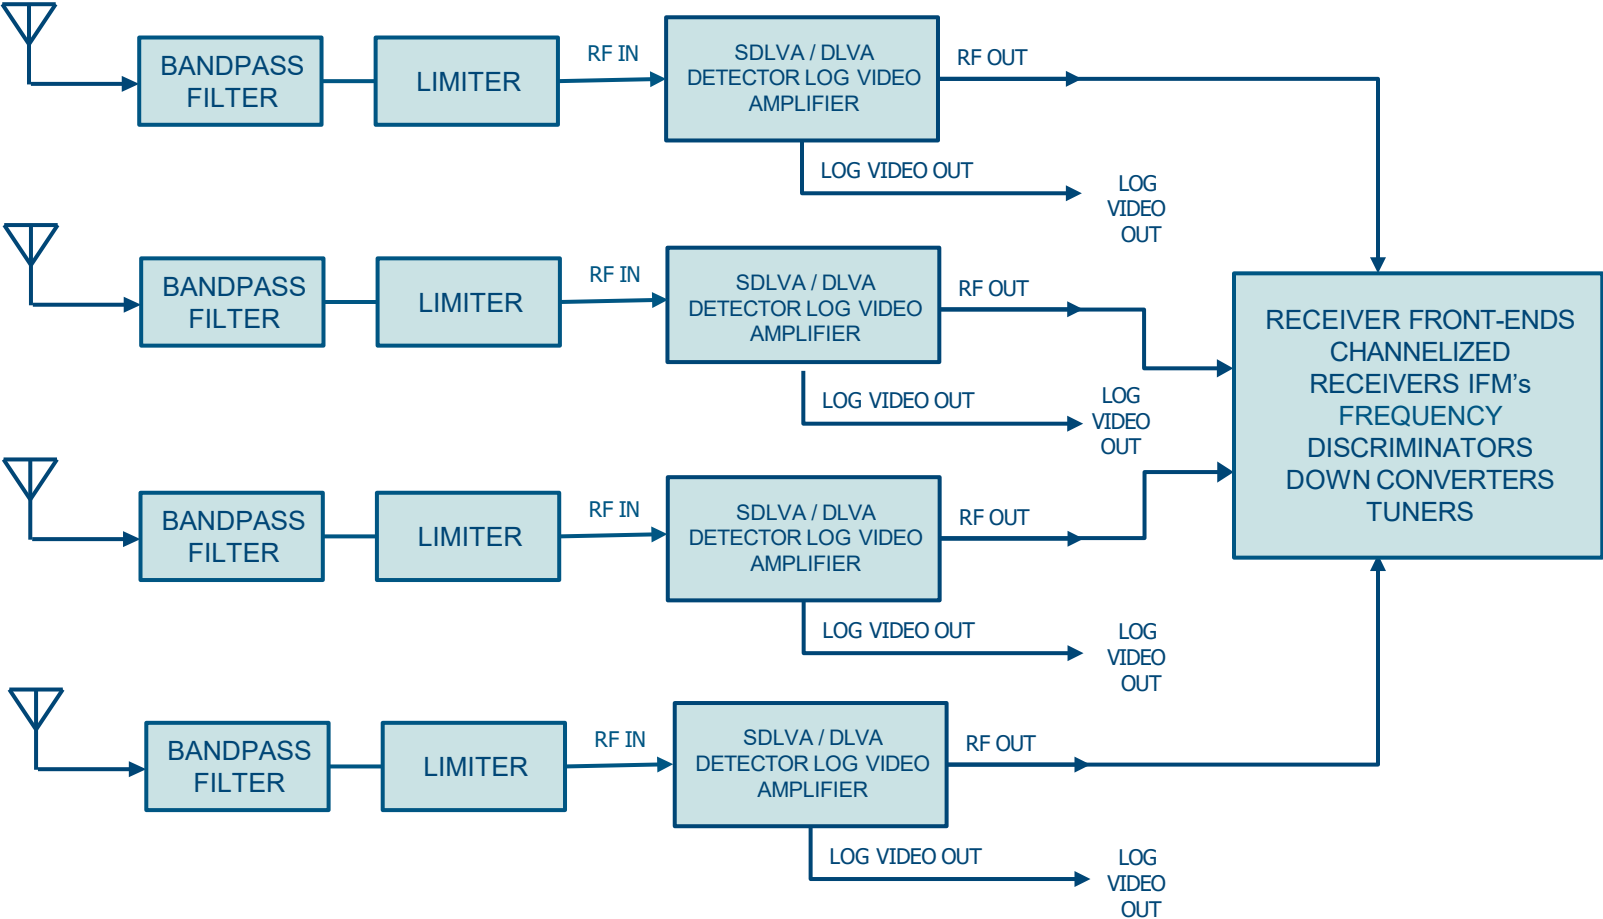 BANDPASS
FILTER
LIMITER
RF IN
SDLVA / DLVA
DETECTOR LOG VIDEO
AMPLIFIER
RF OUT
LOG VIDEO OUT
LOG
VIDEO
OUT
BANDPASS
FILTER
LIMITER
RF IN
SDLVA / DLVA
DETECTOR LOG VIDEO
AMPLIFIER
RF OUT
LOG VIDEO OUT
LOG
VIDEO
OUT
RECEIVER FRONT-ENDS
CHANNELIZED
RECEIVERS IFM's
FREQUENCY
DISCRIMINATORS
DOWN CONVERTERS
TUNERS
BANDPASS
FILTER
LIMITER
RF IN
SDLVA / DLVA
DETECTOR LOG VIDEO
AMPLIFIER
RF OUT
LOG VIDEO OUT
LOG
VIDEO
OUT
BANDPASS
FILTER
LIMITER
RF IN
SDLVA / DLVA
DETECTOR LOG VIDEO
AMPLIFIER
RF OUT
LOG VIDEO OUT
LOG
VIDEO
OUT